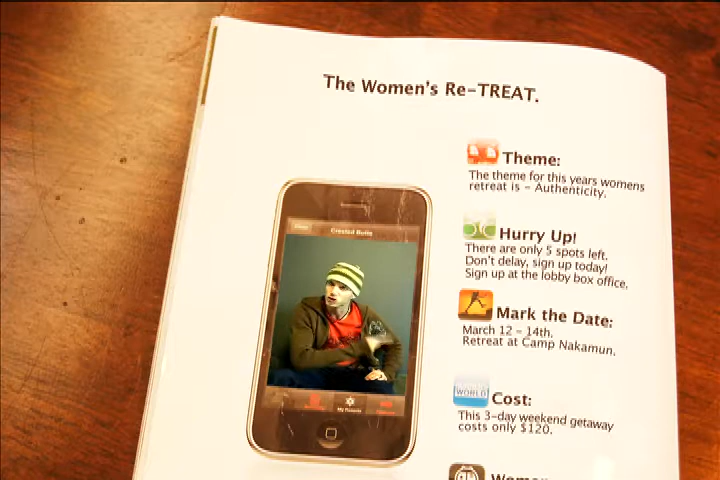 The Women's Re-TREAT.
Theme:
The theme for this years womens
retreat is - Authenticity.
Hurry Up!
There are only 5 spots left.
Don't delay, sign up today!
Sign up at the lobby box office.
Mark the Date:
March 12 - 14th.
Retreat at Camp Nakamun.
WORLD
Cost:
This 3-day weekend getaway
costs only $120.
Crested Butte
My Resorts